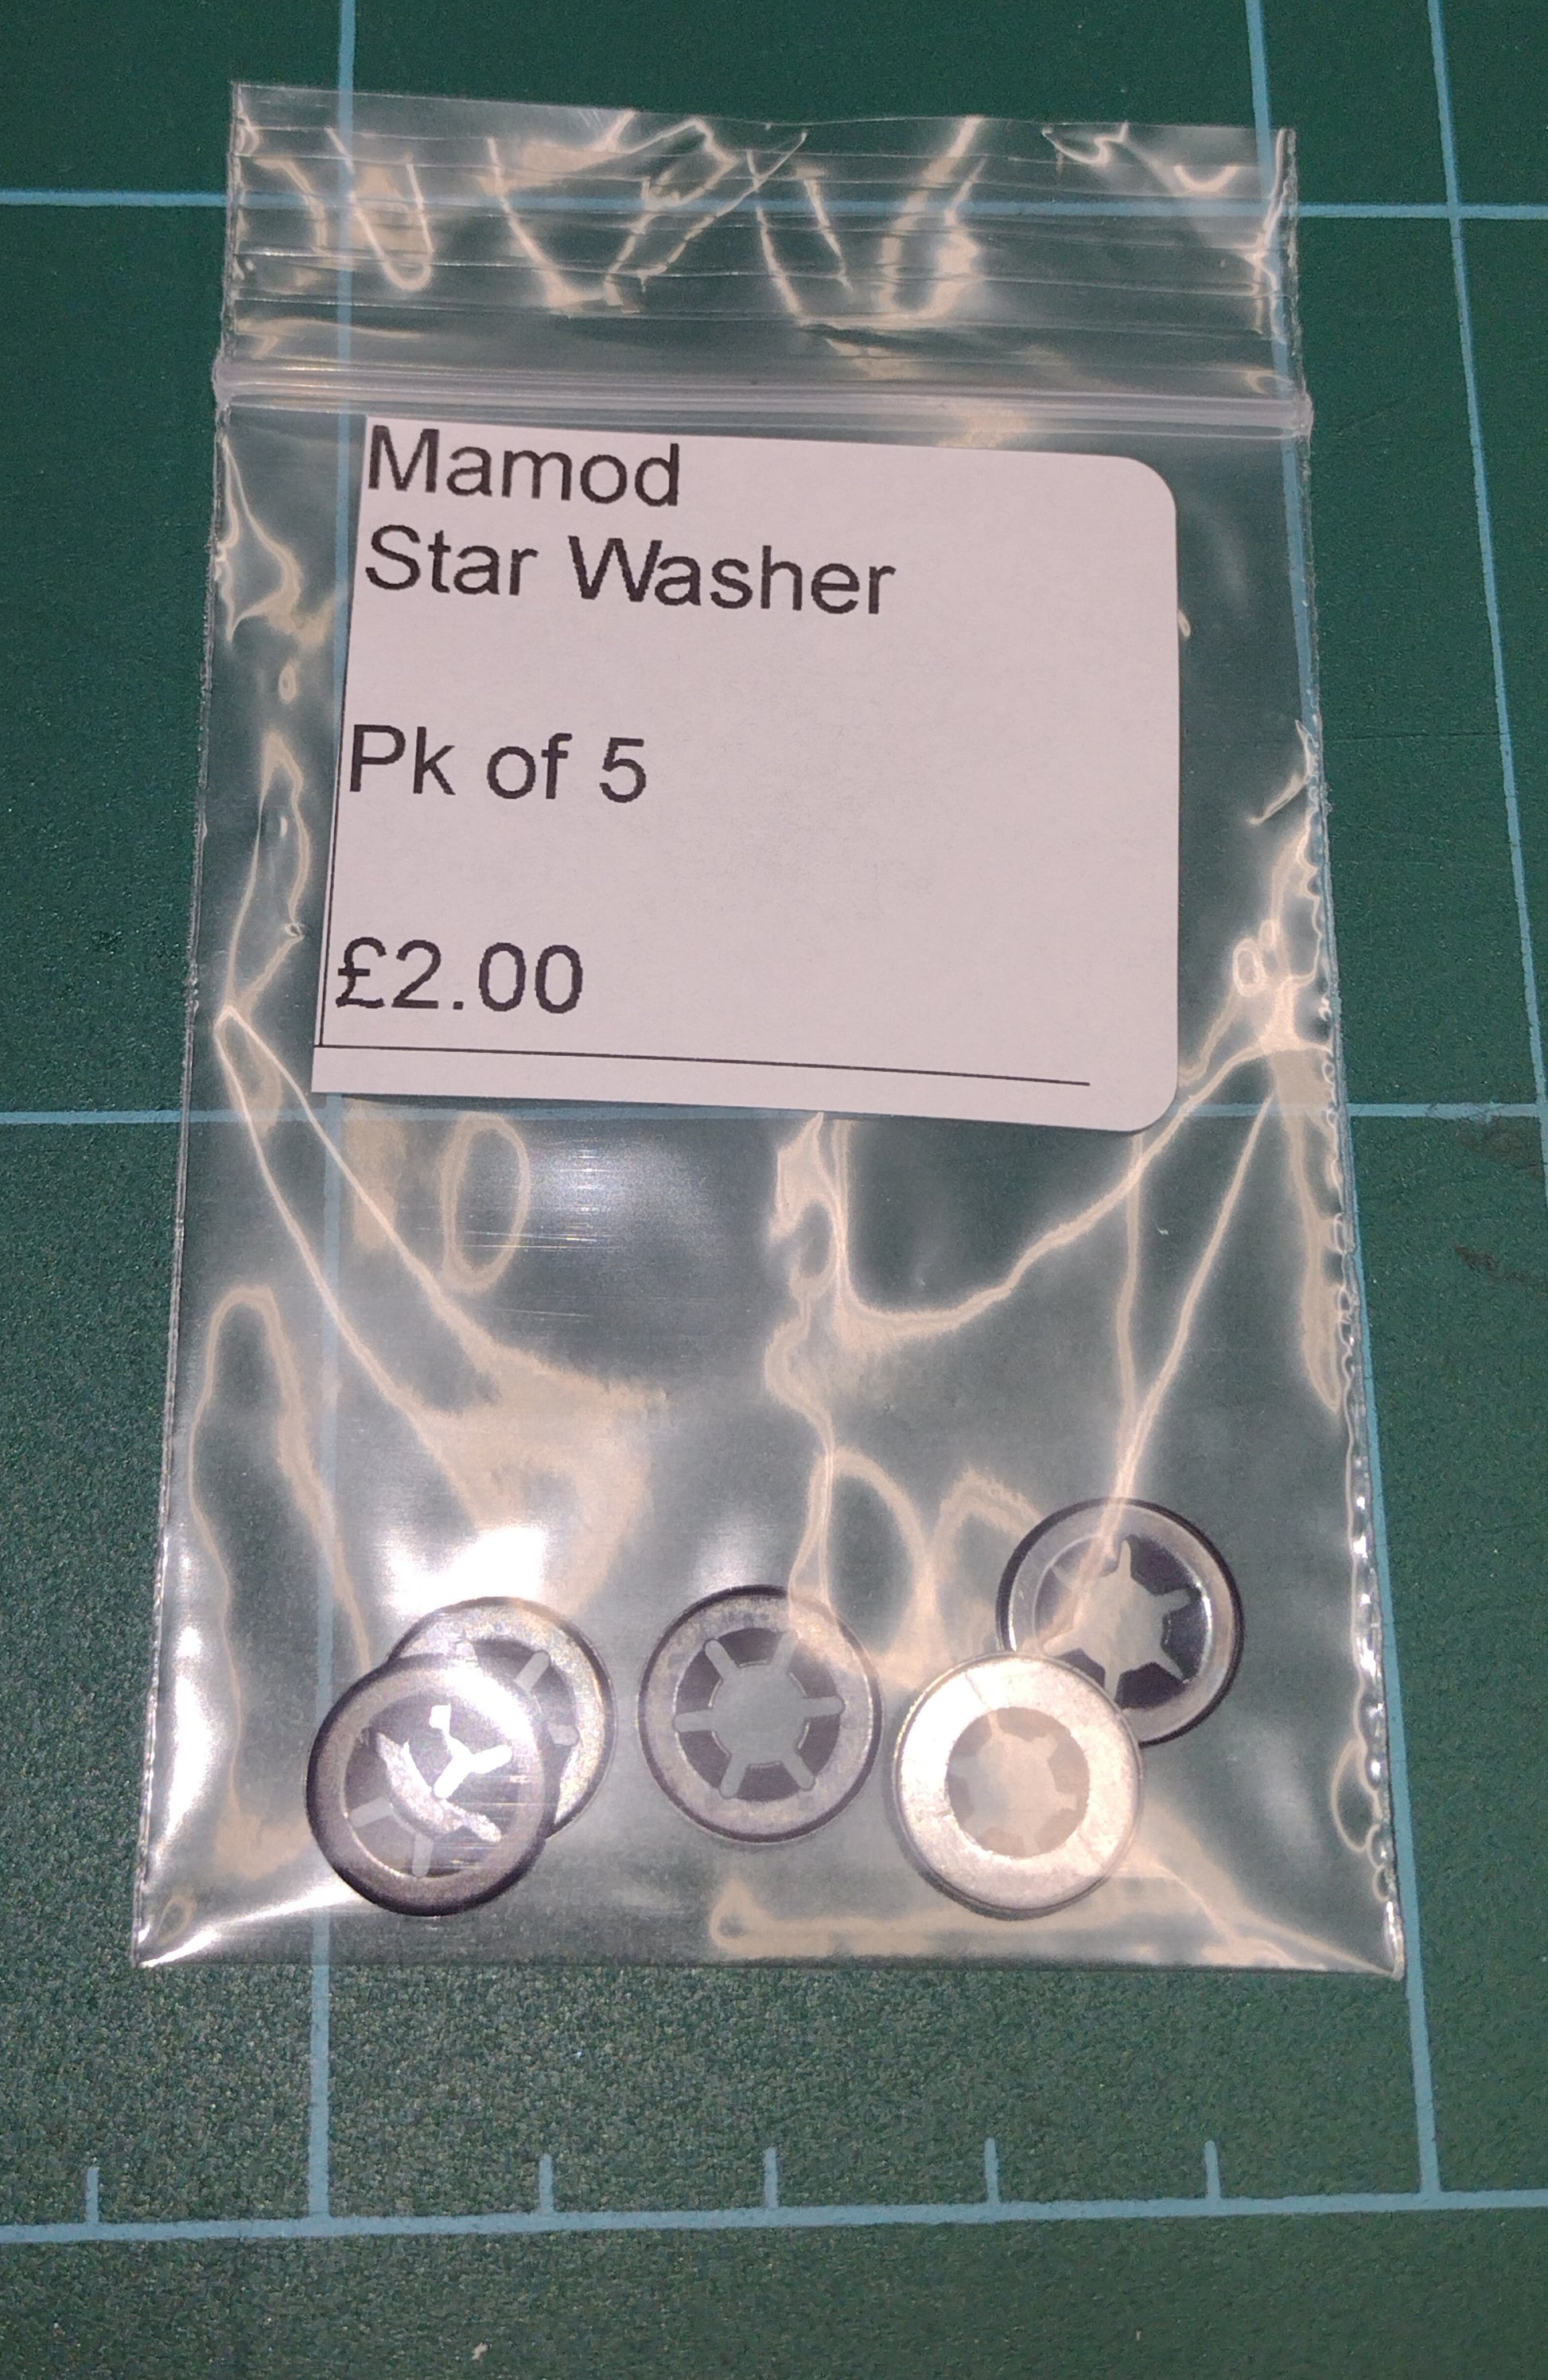 Mamod
Star Washer
Pk of 5
£2.00